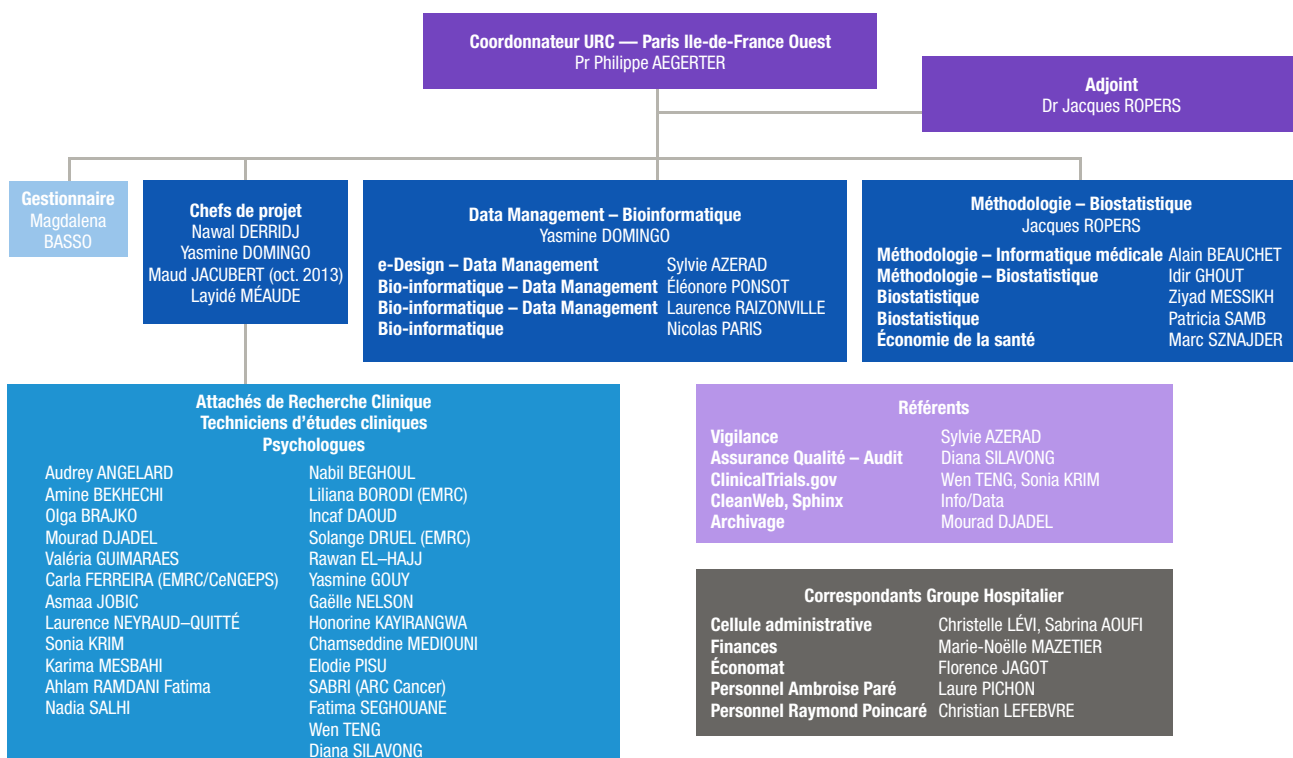 Coordonnateur URC — Paris Ile-de-France Ouest
Pr Philippe AEGERTER
Adjoint
Dr Jacques ROPERS
Gestionnaire
Magdalena
BASSO
Chefs de projet
Nawal DERRIDJ
Yasmine DOMINGO
Maud JACUBERT (oct. 2013)
Layidé MÉAUDE
Data Management – Bioinformatique
Yasmine DOMINGO
e-Design – Data Management Sylvie AZERAD
Bio-informatique – Data Management Éléonore PONSOT
Bio-informatique – Data Management Laurence RAIZONVILLE
Bio-informatique Nicolas PARIS
Méthodologie – Biostatistique
Jacques ROPERS
Méthodologie – Informatique médicale Alain BEAUCHET
Méthodologie – Biostatistique Idir GHOUT
Biostatistique Ziyad MESSIKH
Biostatistique Patricia SAMB
Économie de la santé Marc SZNAJDER
Attachés de Recherche Clinique
Techniciens d'études cliniques
Psychologues
Audrey ANGELARD
Amine BEKHECHI
Olga BRAJKO
Mourad DJADEL
Valéria GUIMARAES
Carla FERREIRA (EMRC/CeNGEPS)
Asmaa JOBIC
Laurence NEYRAUD–QUITTÉ
Sonia KRIM
Karima MESBAHI
Ahlam RAMDANI Fatima
Nadia SALHI
Nabil BEGHOUL
Liliana BORODI (EMRC)
Incaf DAOUD
Solange DRUEL (EMRC)
Rawan EL–HAJJ
Yasmine GOUY
Gaëlle NELSON
Honorine KAYIRANGWA
Chamseddine MEDIOUNI
Elodie PISU
SABRI (ARC Cancer)
Fatima SEGHOUANE
Wen TENG
Diana SILAVONG
Référents
Vigilance Sylvie AZERAD
Assurance Qualité – Audit Diana SILAVONG
ClinicalTrials.gov Wen TENG, Sonia KRIM
CleanWeb, Sphinx Info/Data
Archivage Mourad DJADEL
Correspondants Groupe Hospitalier
Cellule administrative Christelle LÉVI, Sabrina AOUFI
Finances Marie-Noëlle MAZETIER
Économat Florence JAGOT
Personnel Ambroise Paré Laure PICHON
Personnel Raymond Poincaré Christian LEFEBVRE